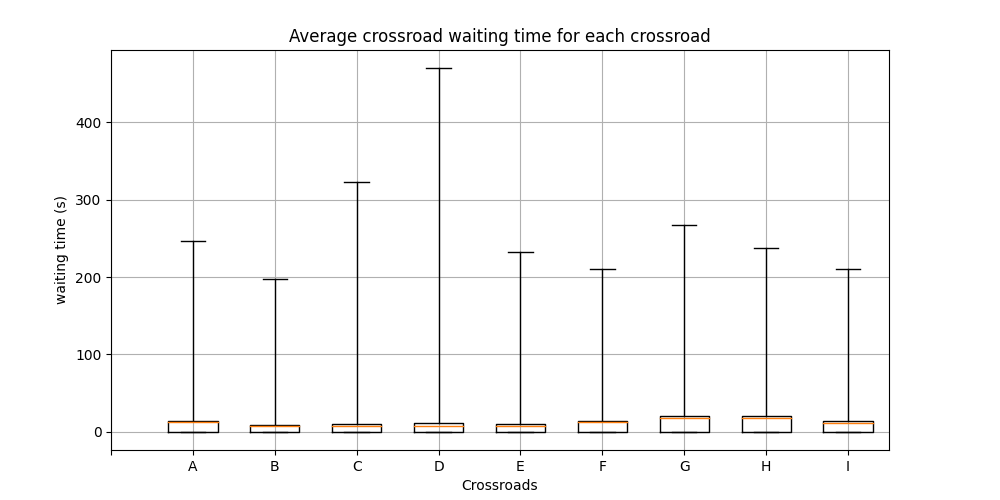 Average crossroad waiting time for each crossroad
400
300
200
100
0
waiting time (s)
A B C D E F G H I
Crossroads